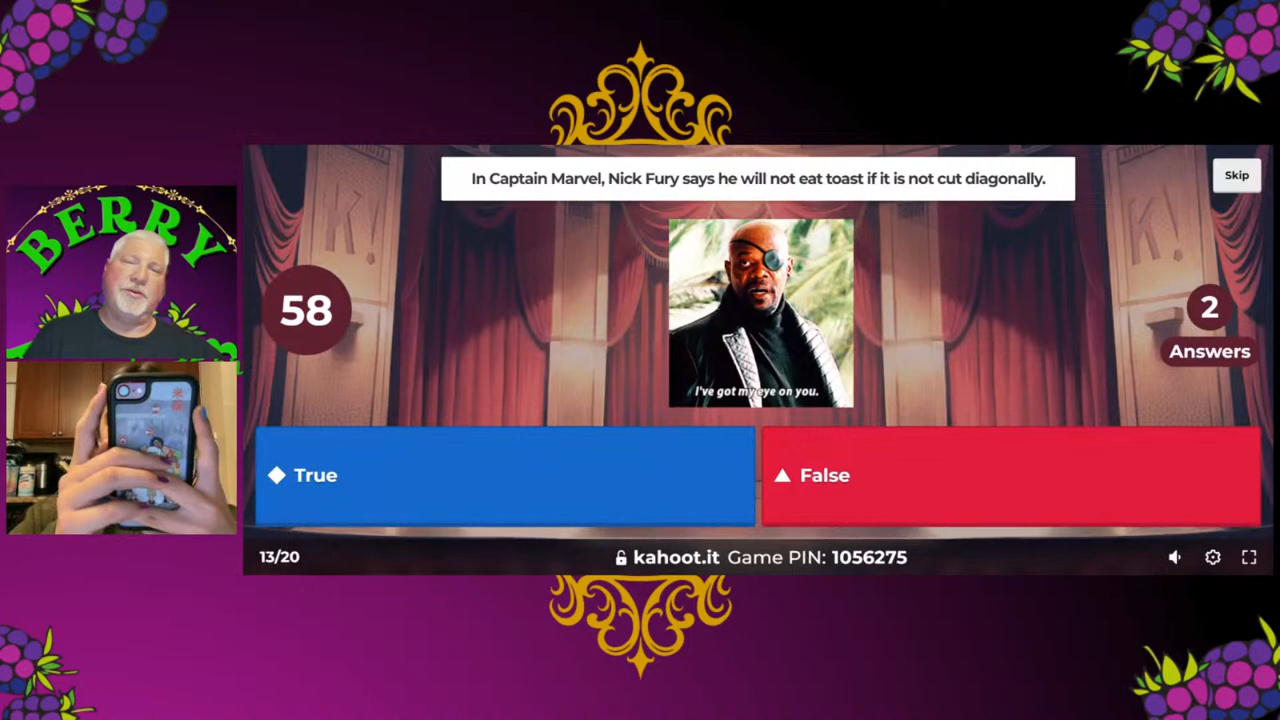 BERRY
In Captain Marvel, Nick Fury says he will not eat toast if it is not cut diagonally.
Skip
K!
K!
58
I've got my eye on you.
2
Answers
True
False
13/20
kahoot.it Game PIN: 1056275